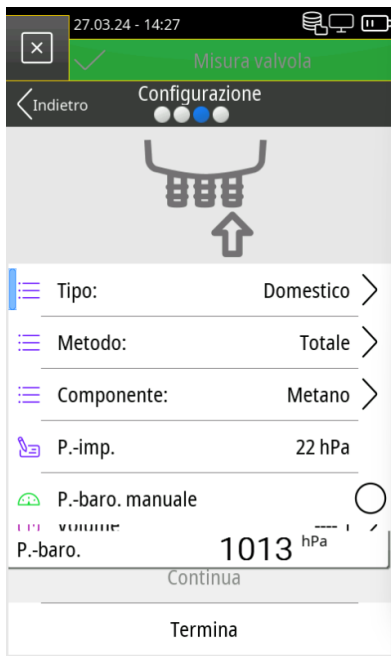 27.03.24 - 14:27
Misura valvola
Indietro
Configurazione
Tipo: Domestico
Metodo: Totale
Componente: Metano
P.-imp. 22 hPa
P.-baro. manuale
Volume ---- l
P.-baro. 1013 hPa
Continua
Termina